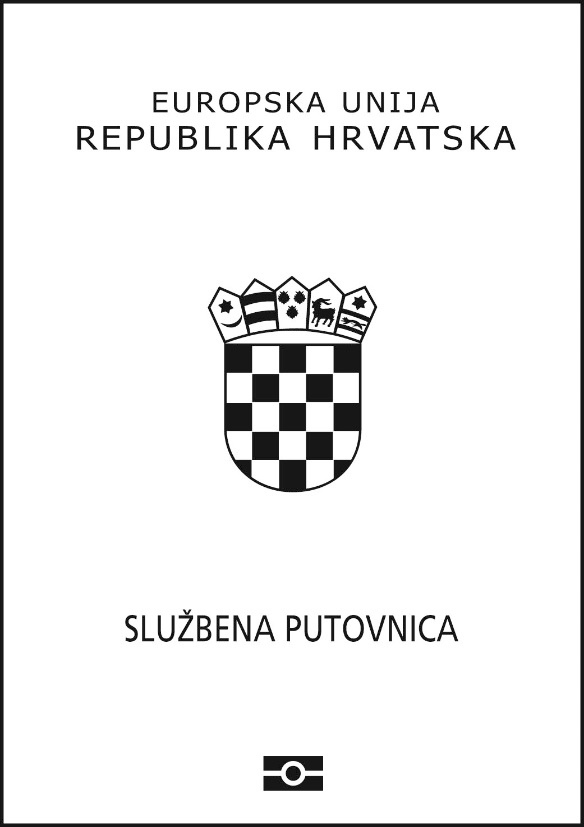 EUROPSKA UNIJA
REPUBLIKA HRVATSKA
SLUŽBENA PUTOVNICA